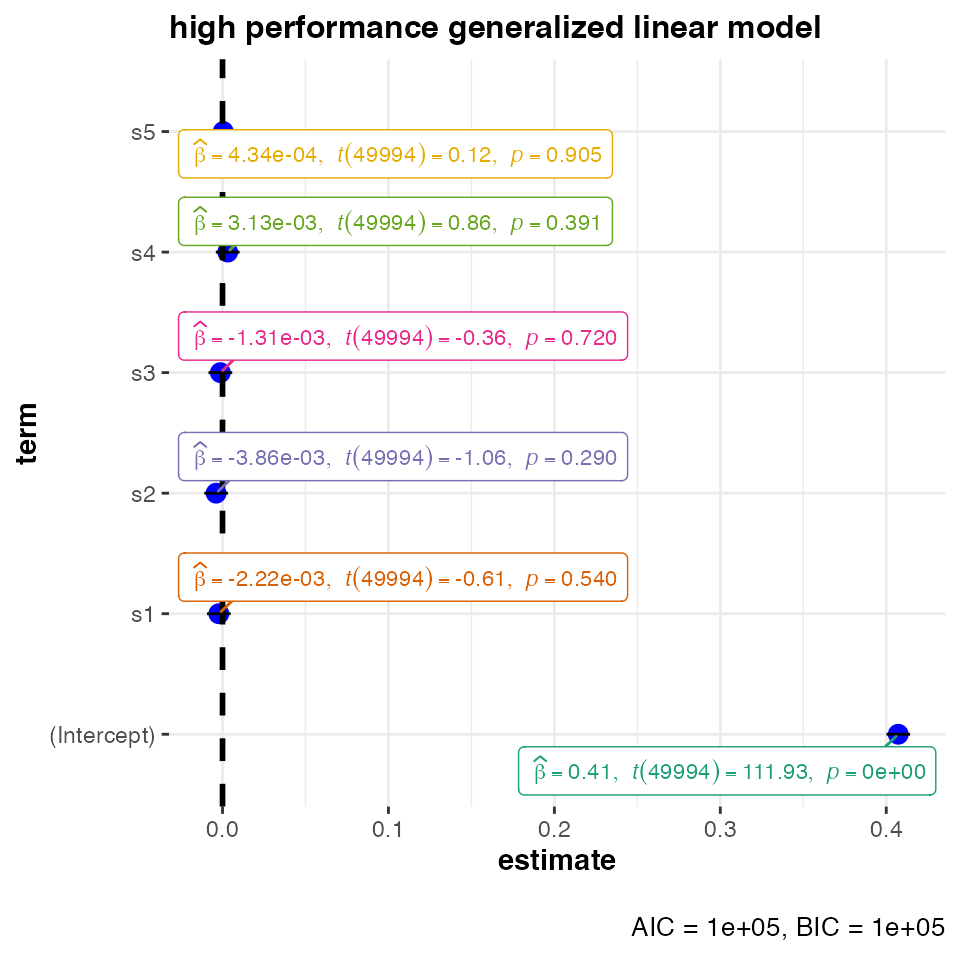 high performance generalized linear model
s5
β̂ = 4.34e-04, t(49994) = 0.12, p = 0.905
β̂ = 3.13e-03, t(49994) = 0.86, p = 0.391
s4
β̂ = -1.31e-03, t(49994) = -0.36, p = 0.720
s3
term
β̂ = -3.86e-03, t(49994) = -1.06, p = 0.290
s2
β̂ = -2.22e-03, t(49994) = -0.61, p = 0.540
s1
(Intercept)
β̂ = 0.41, t(49994) = 111.93, p = 0e+00
0.0 0.1 0.2 0.3 0.4
estimate
AIC = 1e+05, BIC = 1e+05